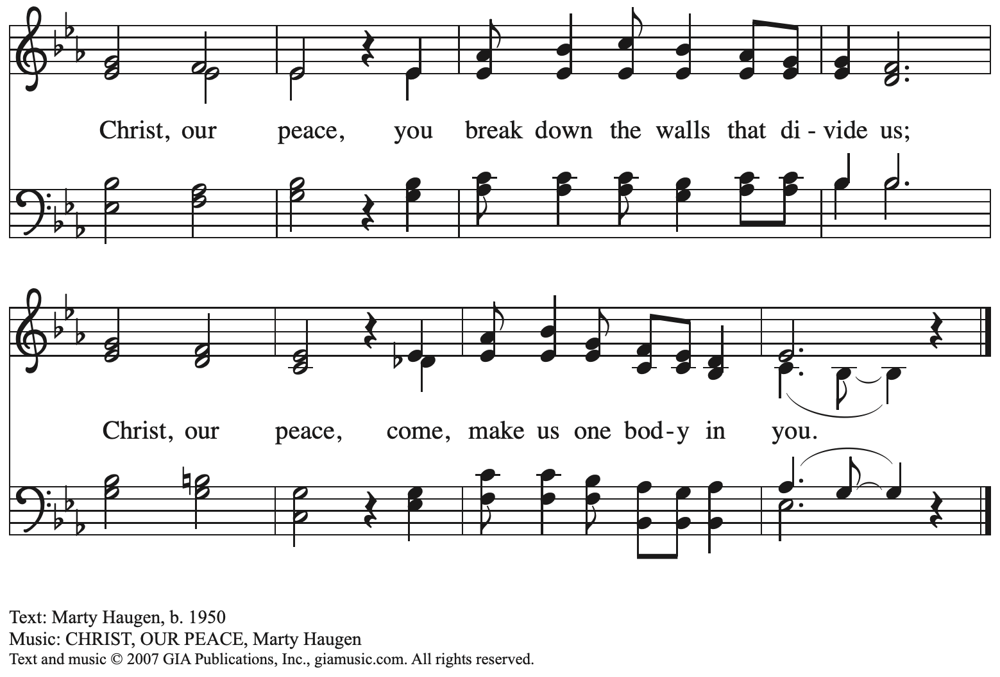 Christ, our peace, you break down the walls that di - vide us;
Christ, our peace, come, make us one bod - y in you.
Text: Marty Haugen, b. 1950
Music: CHRIST, OUR PEACE, Marty Haugen
Text and music © 2007 GIA Publications, Inc., giamusic.com. All rights reserved.